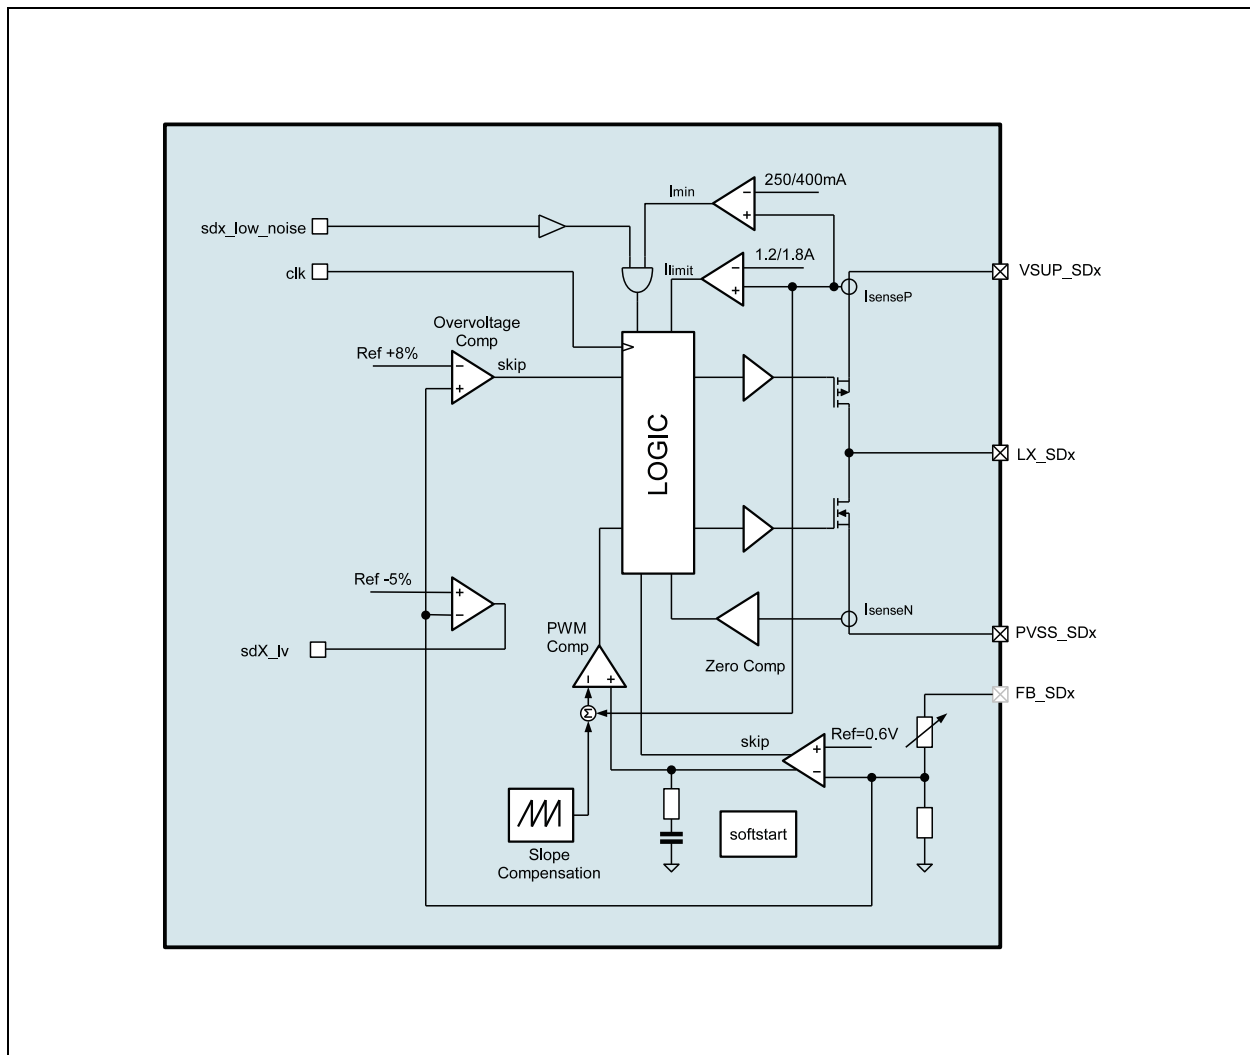 250/400mA
Imin
sdx_low_noise
1.2/1.8A
clk
Ilimit
VSUP_SDx
IsenseP
Overvoltage
Comp
Ref +8%
skip
−
+
LOGIC
LX_SDx
Ref -5%
IsenseN
PWM
Comp
PVSS_SDx
sdX_lv
Zero Comp
FB_SDx
Σ
Ref=0.6V
skip
softstart
Slope
Compensation